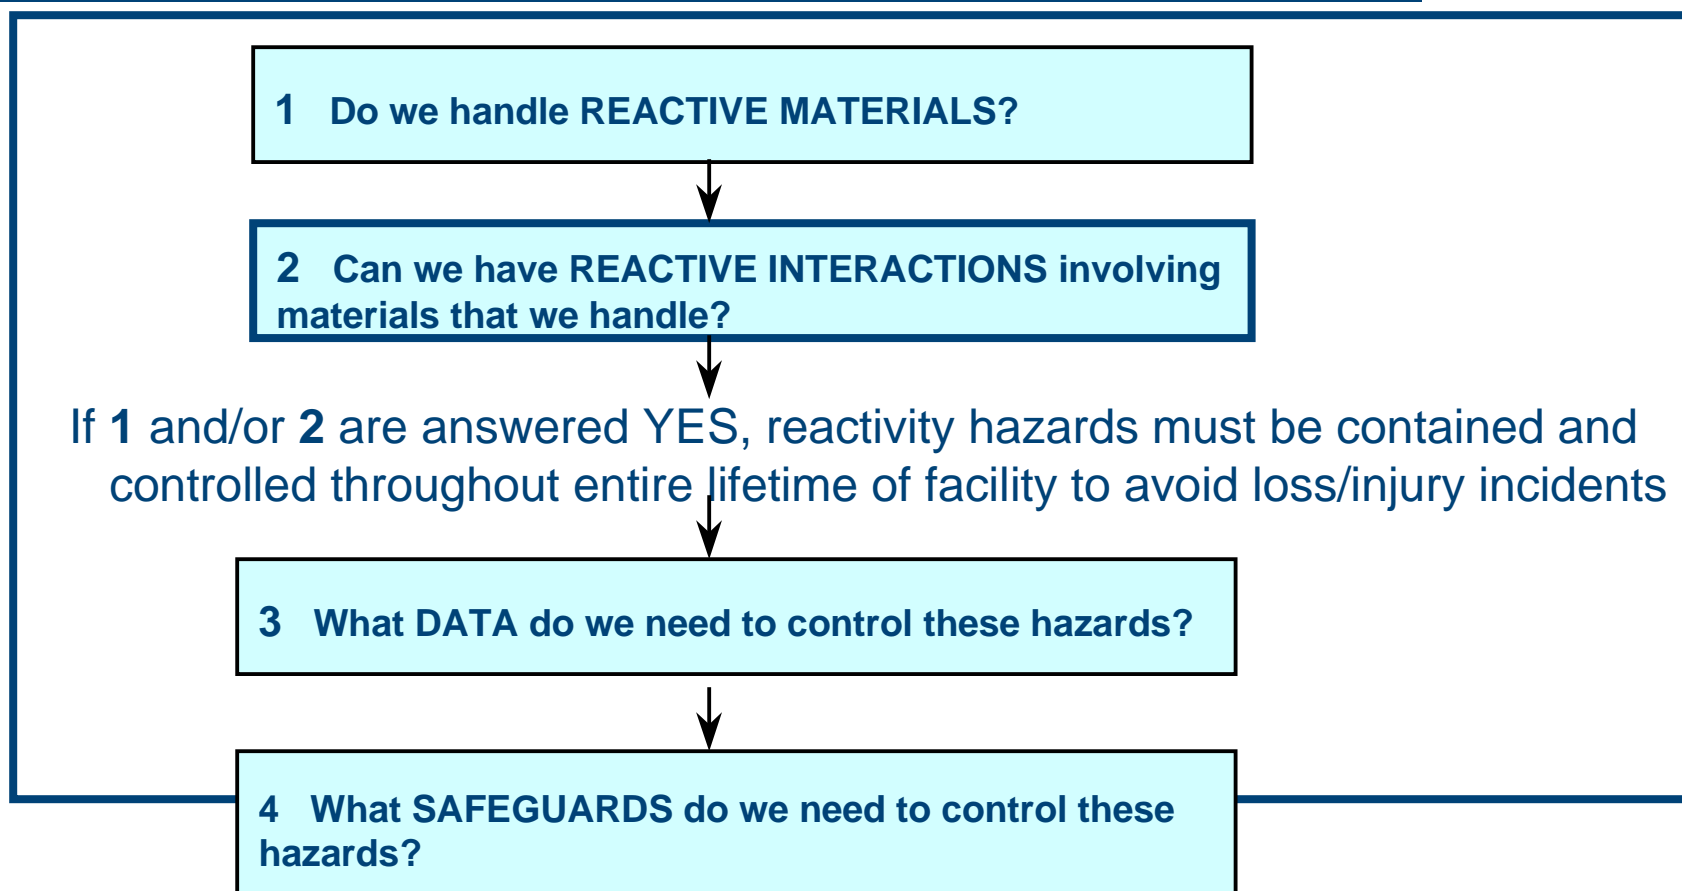 1 Do we handle REACTIVE MATERIALS?
2 Can we have REACTIVE INTERACTIONS involving
materials that we handle?
If 1 and/or 2 are answered YES, reactivity hazards must be contained and
controlled throughout entire lifetime of facility to avoid loss/injury incidents
3 What DATA do we need to control these hazards?
4 What SAFEGUARDS do we need to control these
hazards?